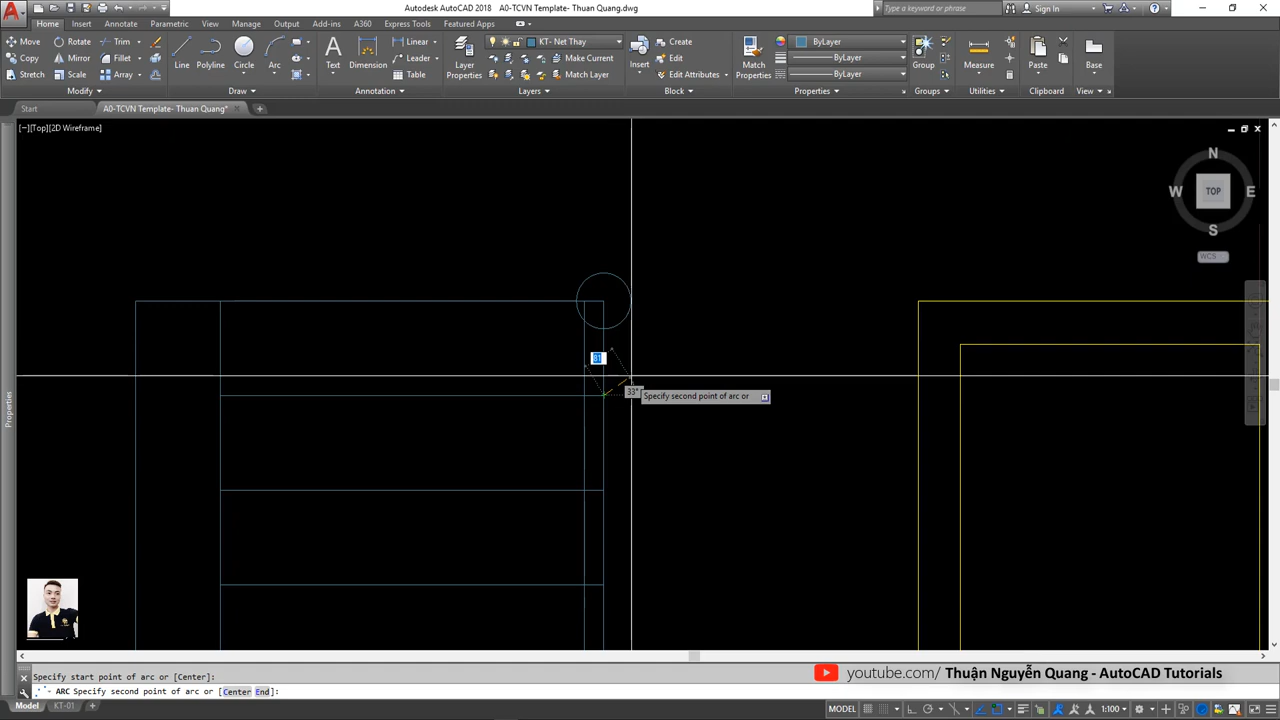 Autodesk AutoCAD 2018 A0-TCVN Template- Thuan Quang.dwg
Type a keyword or phrase
Sign In
Home Insert Annotate Parametric View Manage Output Add-ins A360 Express Tools Featured Apps
Move Rotate Trim
Copy Mirror Fillet
Stretch Scale Array
Line Polyline Circle Arc
Text Dimension
Linear
Leader
Table
Layer Properties
KT- Net Thay
Make Current
Match Layer
Insert
Create
Edit
Edit Attributes
Match Properties
ByLayer
ByLayer
ByLayer
Group
Measure
Paste
Base
Modify Draw Annotation Layers Block Properties Groups Utilities Clipboard View
Start A0-TCVN Template- Thuan Quang*
[−][Top][2D Wireframe]
N
W TOP E
S
WCS
81
33°
Specify second point of arc or
Properties
Specify start point of arc or [Center]:
ARC Specify second point of arc or [Center End]:
youtube.com/ Thuận Nguyễn Quang - AutoCAD Tutorials
Model KT-01
MODEL 1:100